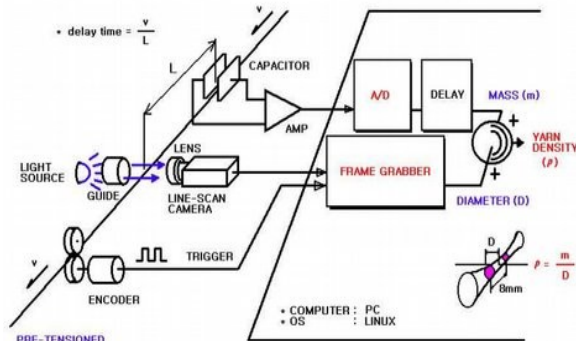 v
• delay time = v
L
L
CAPACITOR
AMP
A/D
DELAY
MASS (m)
YARN
DENSITY
(ρ)
LIGHT
SOURCE
GUIDE
LENS
LINE-SCAN
CAMERA
FRAME GRABBER
DIAMETER (D)
v
TRIGGER
ENCODER
D
8mm
ρ = m
D
• COMPUTER : PC
• OS : LINUX
PRE-TENSIONED